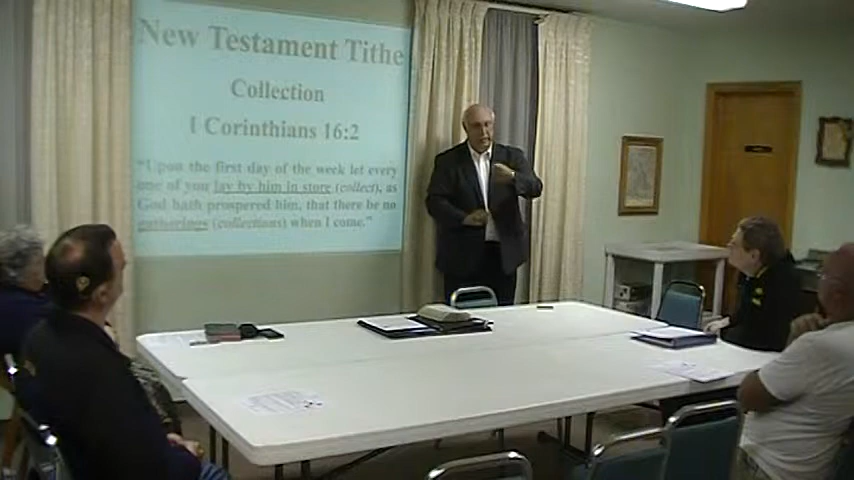 New Testament Tithe
Collection
I Corinthians 16:2
“Upon the first day of the week let every
one of you lay by him in store (collect), as
God hath prospered him, that there be no
gatherings (collections) when I come.”